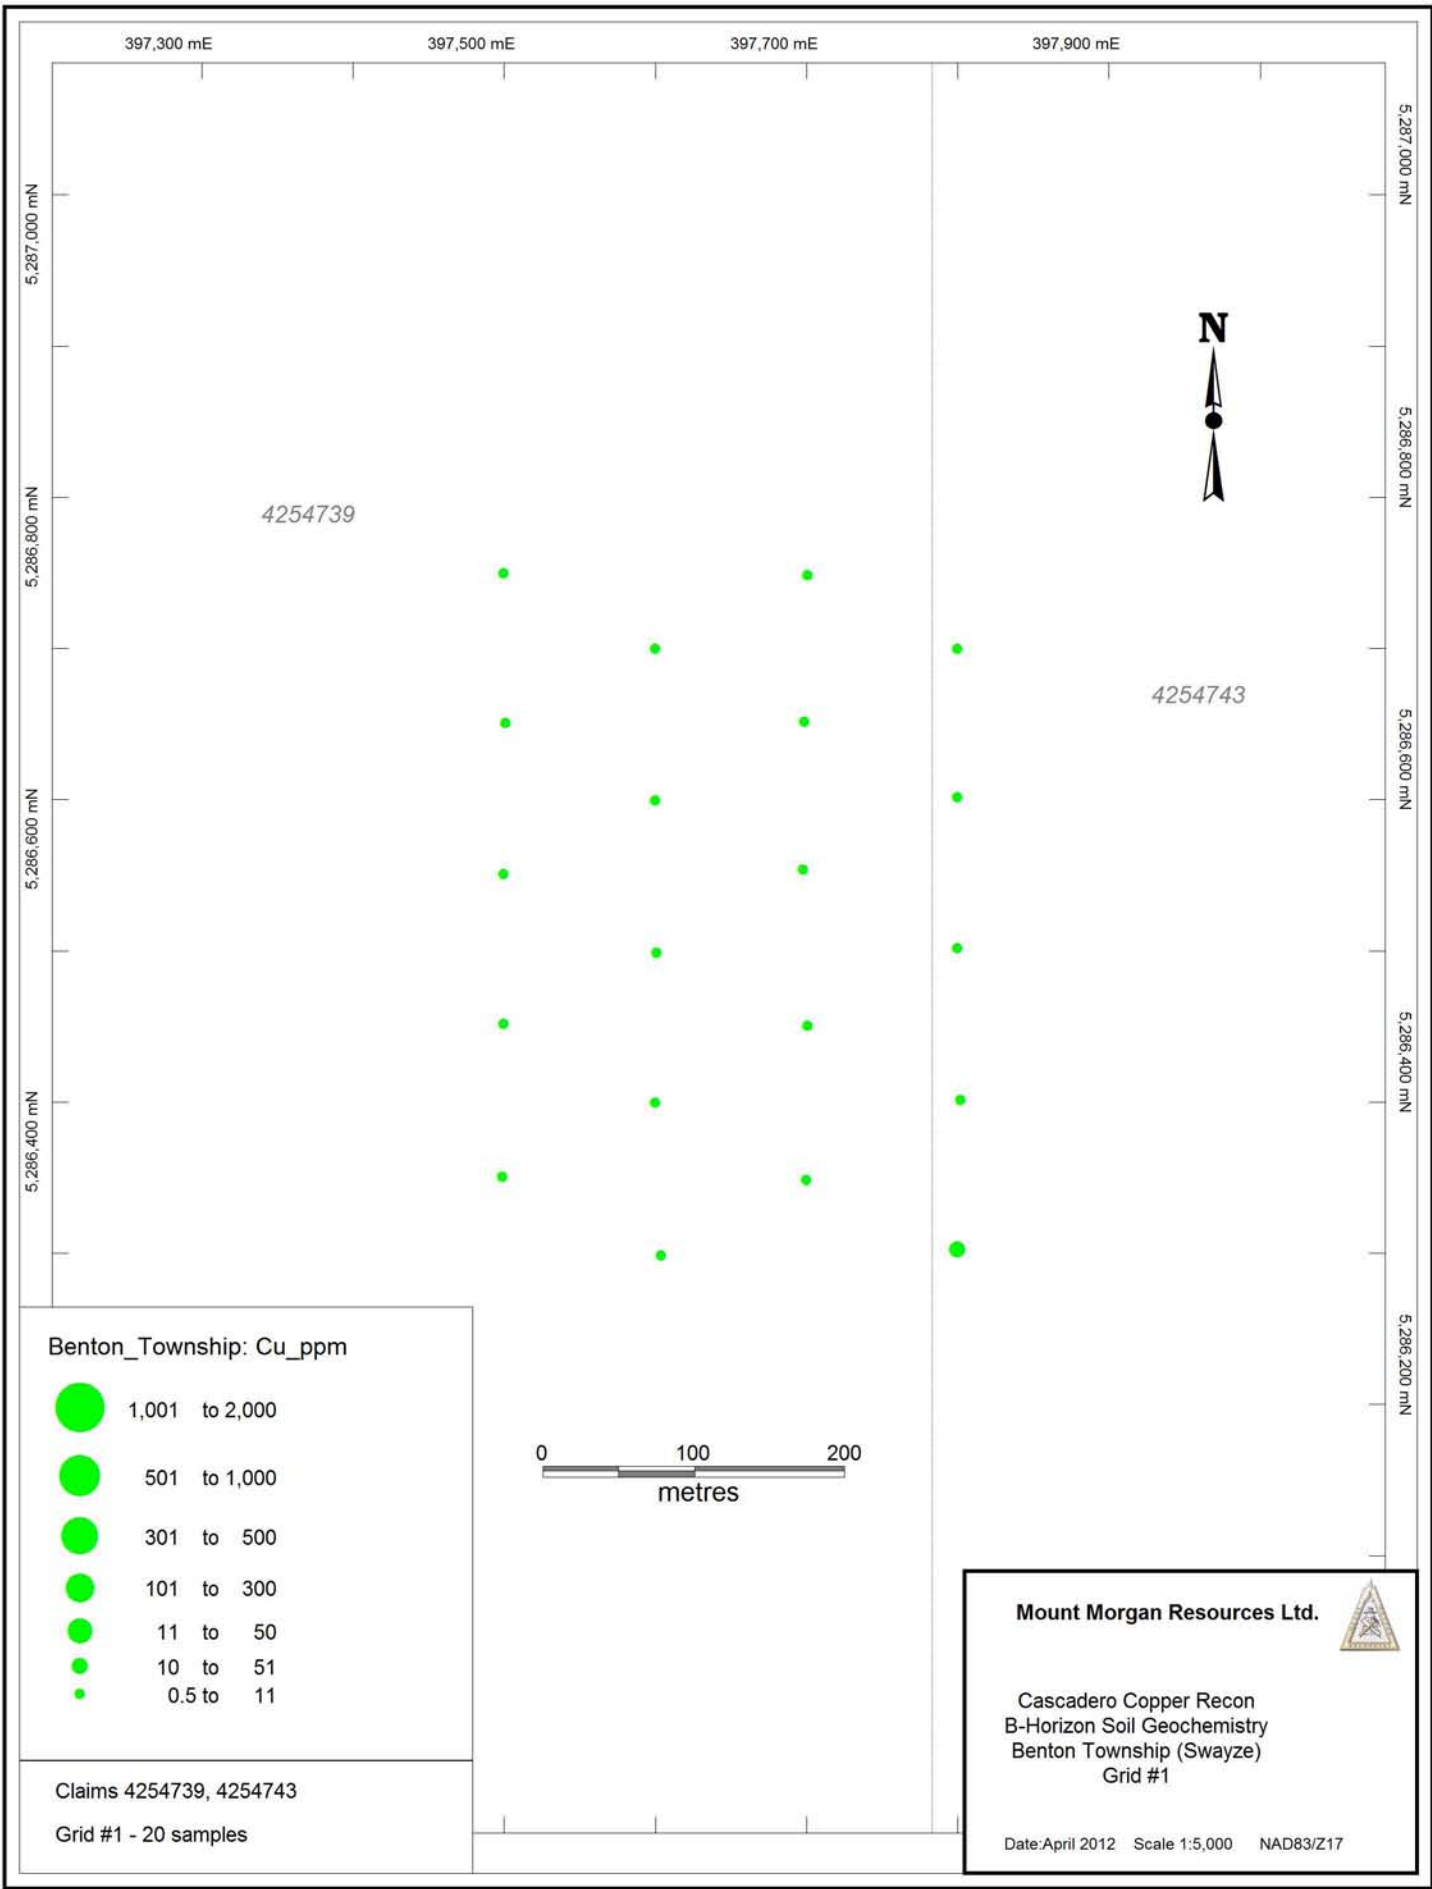 397,300 mE 397,500 mE 397,700 mE 397,900 mE
5,287,000 mN
5,287,000 mN
N
5,286,800 mN
5,286,800 mN
4254739
4254743
5,286,600 mN
5,286,600 mN
5,286,400 mN
5,286,400 mN
5,286,200 mN
Benton_Township: Cu_ppm
1,001 to 2,000
501 to 1,000
301 to 500
101 to 300
11 to 50
10 to 51
0.5 to 11
Claims 4254739, 4254743
Grid #1 - 20 samples
0 100 200
metres
Mount Morgan Resources Ltd.
Cascadero Copper Recon
B-Horizon Soil Geochemistry
Benton Township (Swayze)
Grid #1
Date:April 2012 Scale 1:5,000 NAD83/Z17